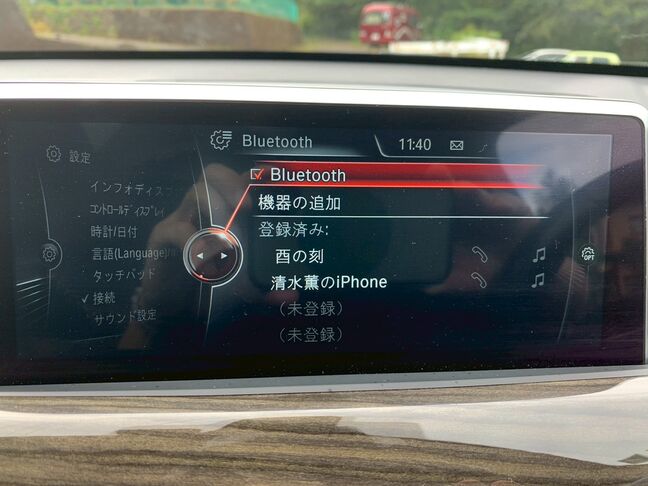 Bluetooth 11:40
設定
インフォディスプ
コントロールディスプレイ
時計/日付
言語(Language)/
タッチパッド
✓ 接続
サウンド設定
Bluetooth
機器の追加
登録済み:
酉の刻
清水薫のiPhone
(未登録)
(未登録)
OPT